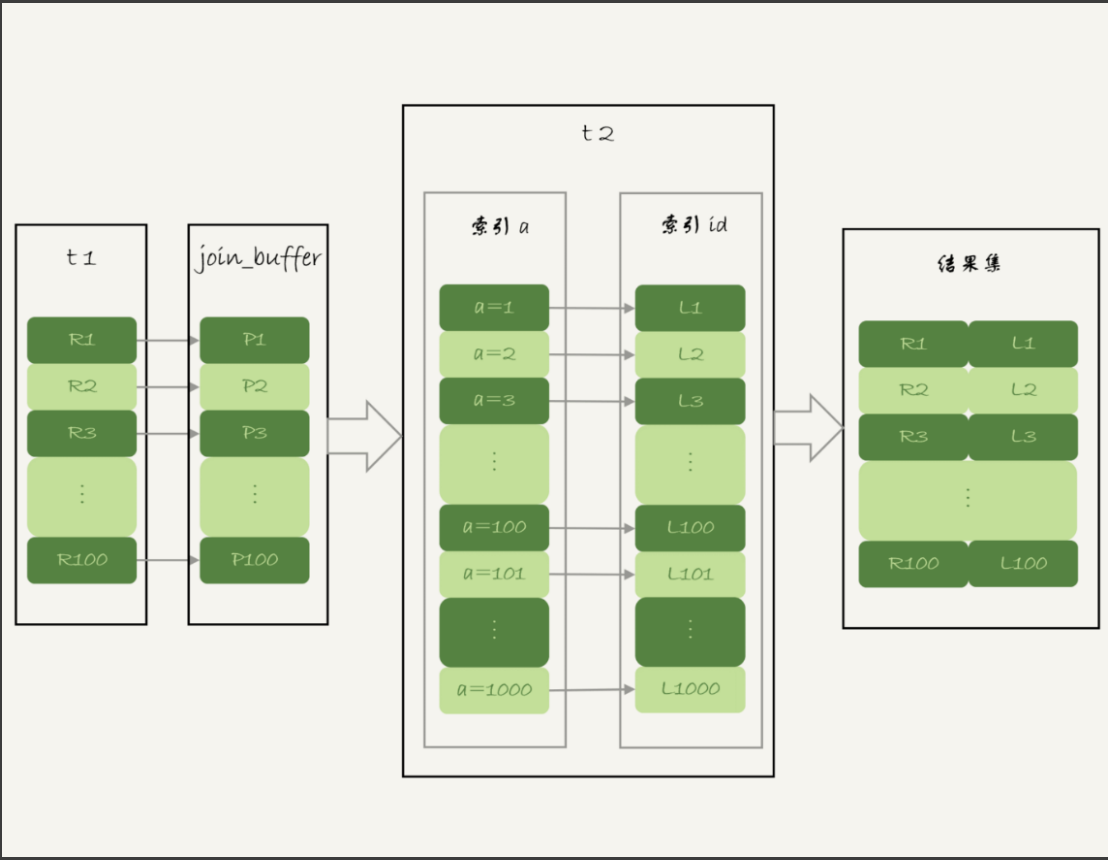 t1
R1
R2
R3
⋮
R100
join_buffer
P1
P2
P3
⋮
P100
t2
索引 a
a=1
a=2
a=3
⋮
a=100
a=101
⋮
a=1000
索引 id
L1
L2
L3
⋮
L100
L101
⋮
L1000
结果集
R1 L1
R2 L2
R3 L3
⋮
R100 L100